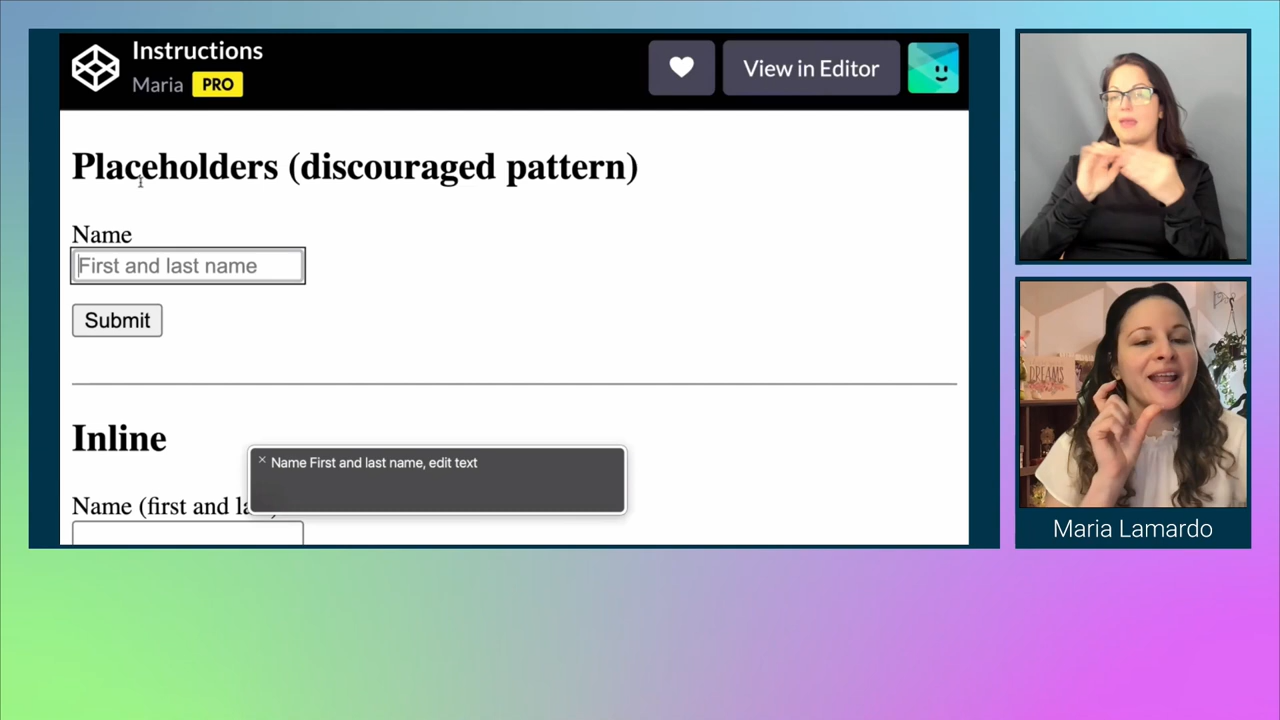 Instructions
Maria PRO
View in Editor
Placeholders (discouraged pattern)
Name
First and last name
Submit
Inline
× Name First and last name, edit text
Name (first and la
DREAMS
Maria Lamardo